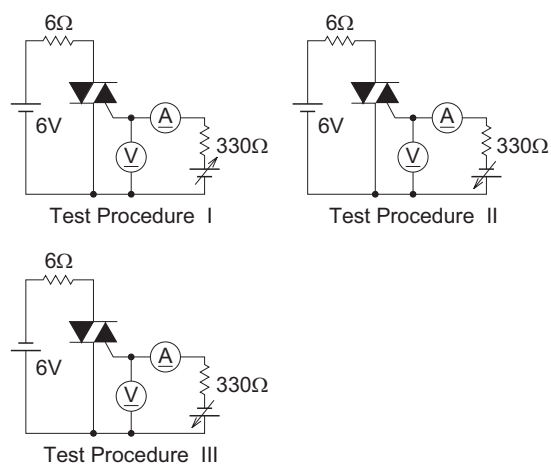 6Ω
6V
A
V
330Ω
Test Procedure I
6Ω
6V
A
V
330Ω
Test Procedure II
6Ω
6V
A
V
330Ω
Test Procedure III